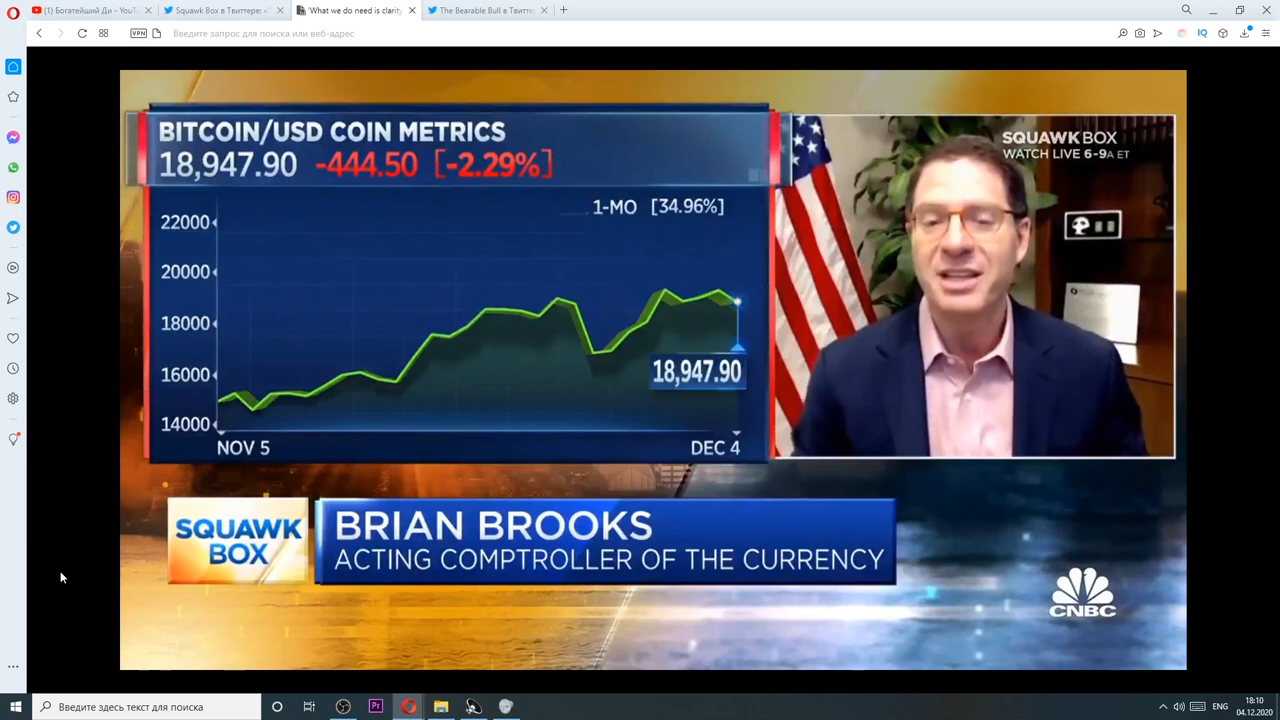 (1) Богатейший Ди - YouTu
Squawk Box в Твиттере: «"
'What we do need is clarity
The Bearable Bull в Твитте
VPN
Введите запрос для поиска или веб-адрес
IQ
BITCOIN/USD COIN METRICS
18,947.90 -444.50 [-2.29%]
1-MO [34.96%]
22000
20000
18000
16000
14000
18,947.90
NOV 5
DEC 4
SQUAWK BOX
WATCH LIVE 6-9A ET
SQUAWK
BOX
BRIAN BROOKS
ACTING COMPTROLLER OF THE CURRENCY
CNBC
Введите здесь текст для поиска
Pr
ENG
18:10
04.12.2020